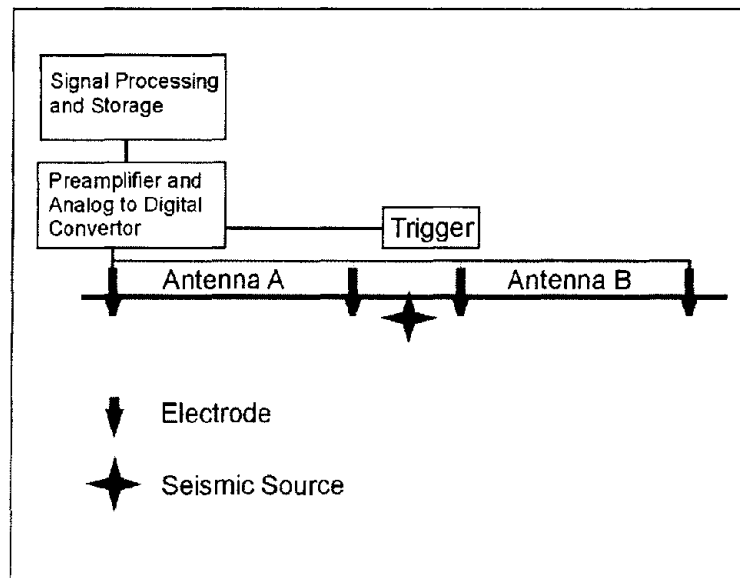 Signal Processing
and Storage
Preamplifier and
Analog to Digital
Convertor
Trigger
Antenna A
Antenna B
Electrode
Seismic Source